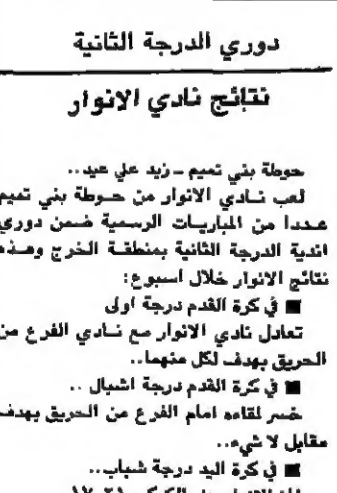 دوري الدرجة الثانية
نتائج نادي الانوار
حوطة بني تميم ـ زيد علي عيد..
لعب نادي الانوار من حوطة بني تميم
عددا من المباريات الرسمية ضمن دوري
اندية الدرجة الثانية بمنطقة الخرج وهذه
نتائج الانوار خلال اسبوع:
■ في كرة القدم درجة اولى
تعادل نادي الانوار مع نادي الفرع من
الحريق بهدف لكل منهما..
■ في كرة القدم درجة اشبال ..
خسر لقاءه امام الفرع من الحريق بهدف
مقابل لا شيء..
■ في كرة اليد درجة شباب..